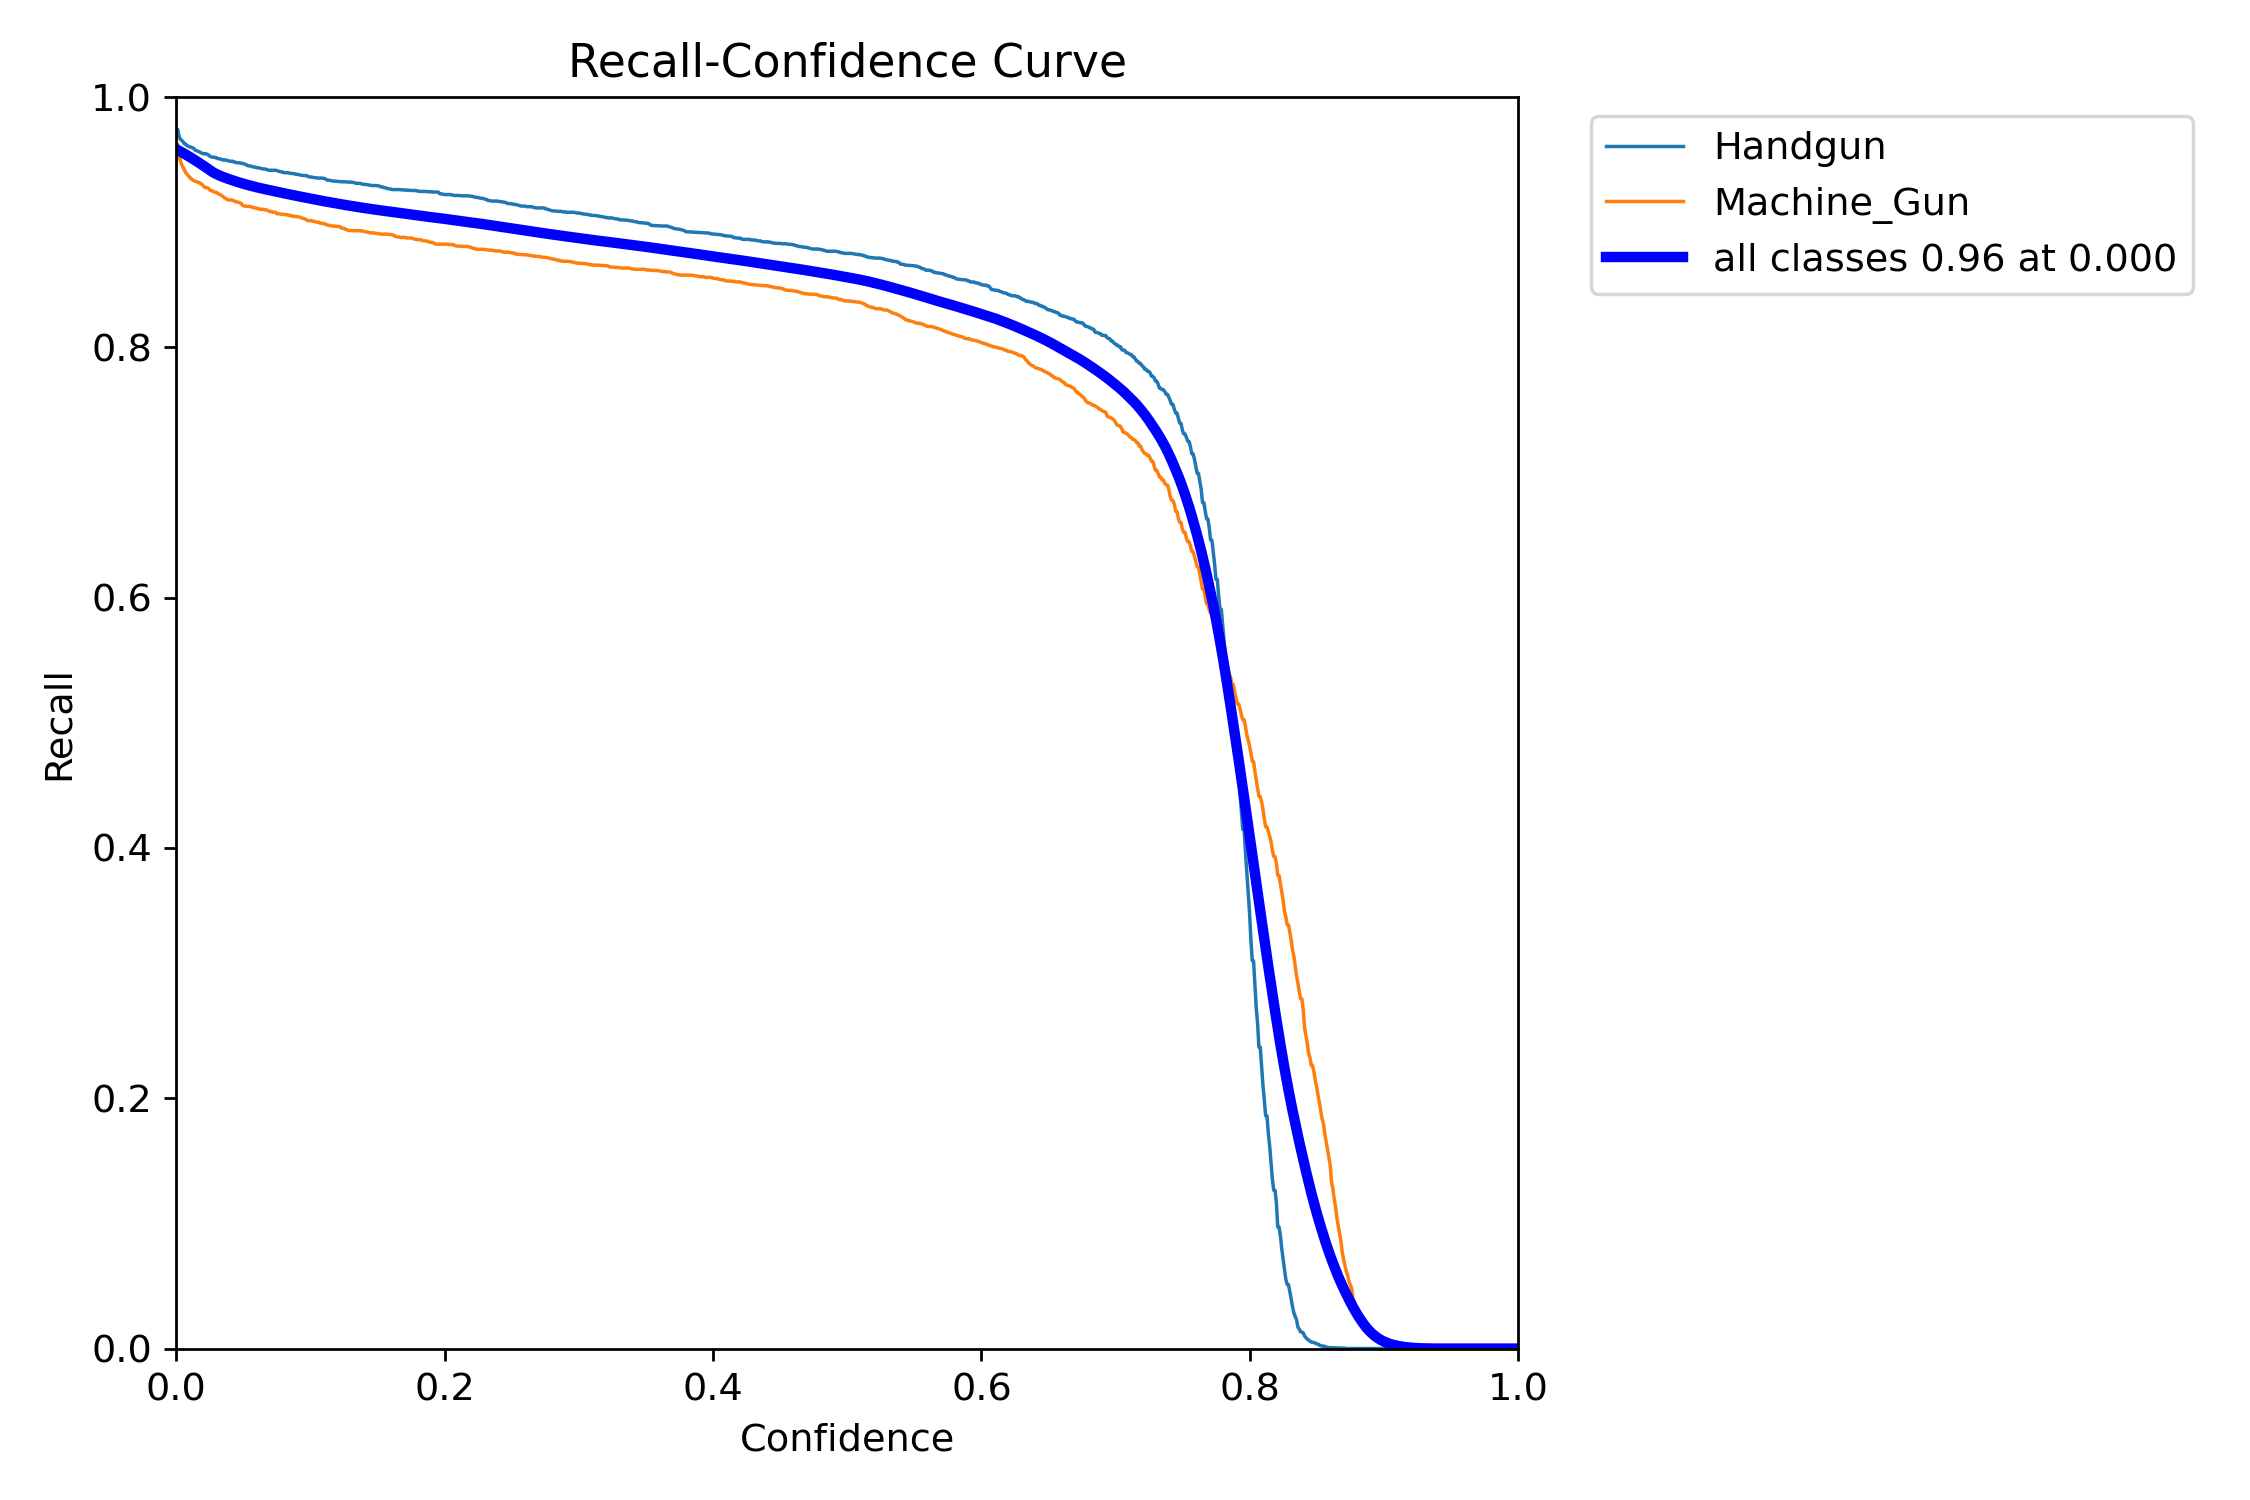 Recall-Confidence Curve
1.0
0.8
0.6
0.4
0.2
0.0
Recall
0.0 0.2 0.4 0.6 0.8 1.0
Confidence
Handgun
Machine_Gun
all classes 0.96 at 0.000